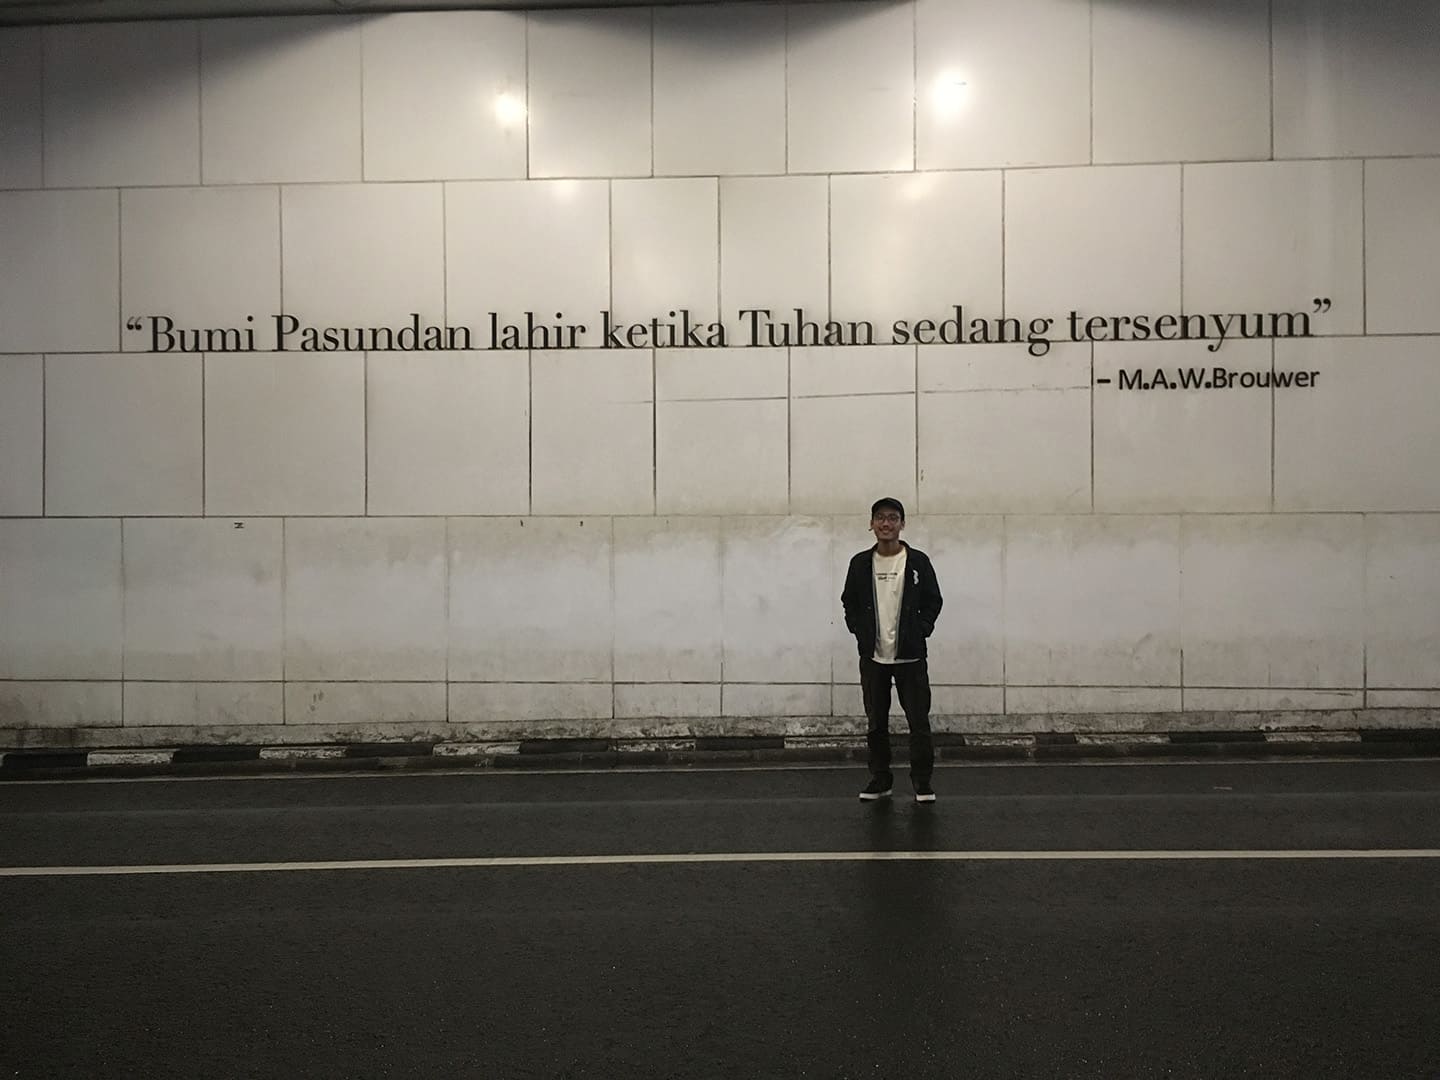 “Bumi Pasundan lahir ketika Tuhan sedang tersenyum”
– M.A.W.Brouwer